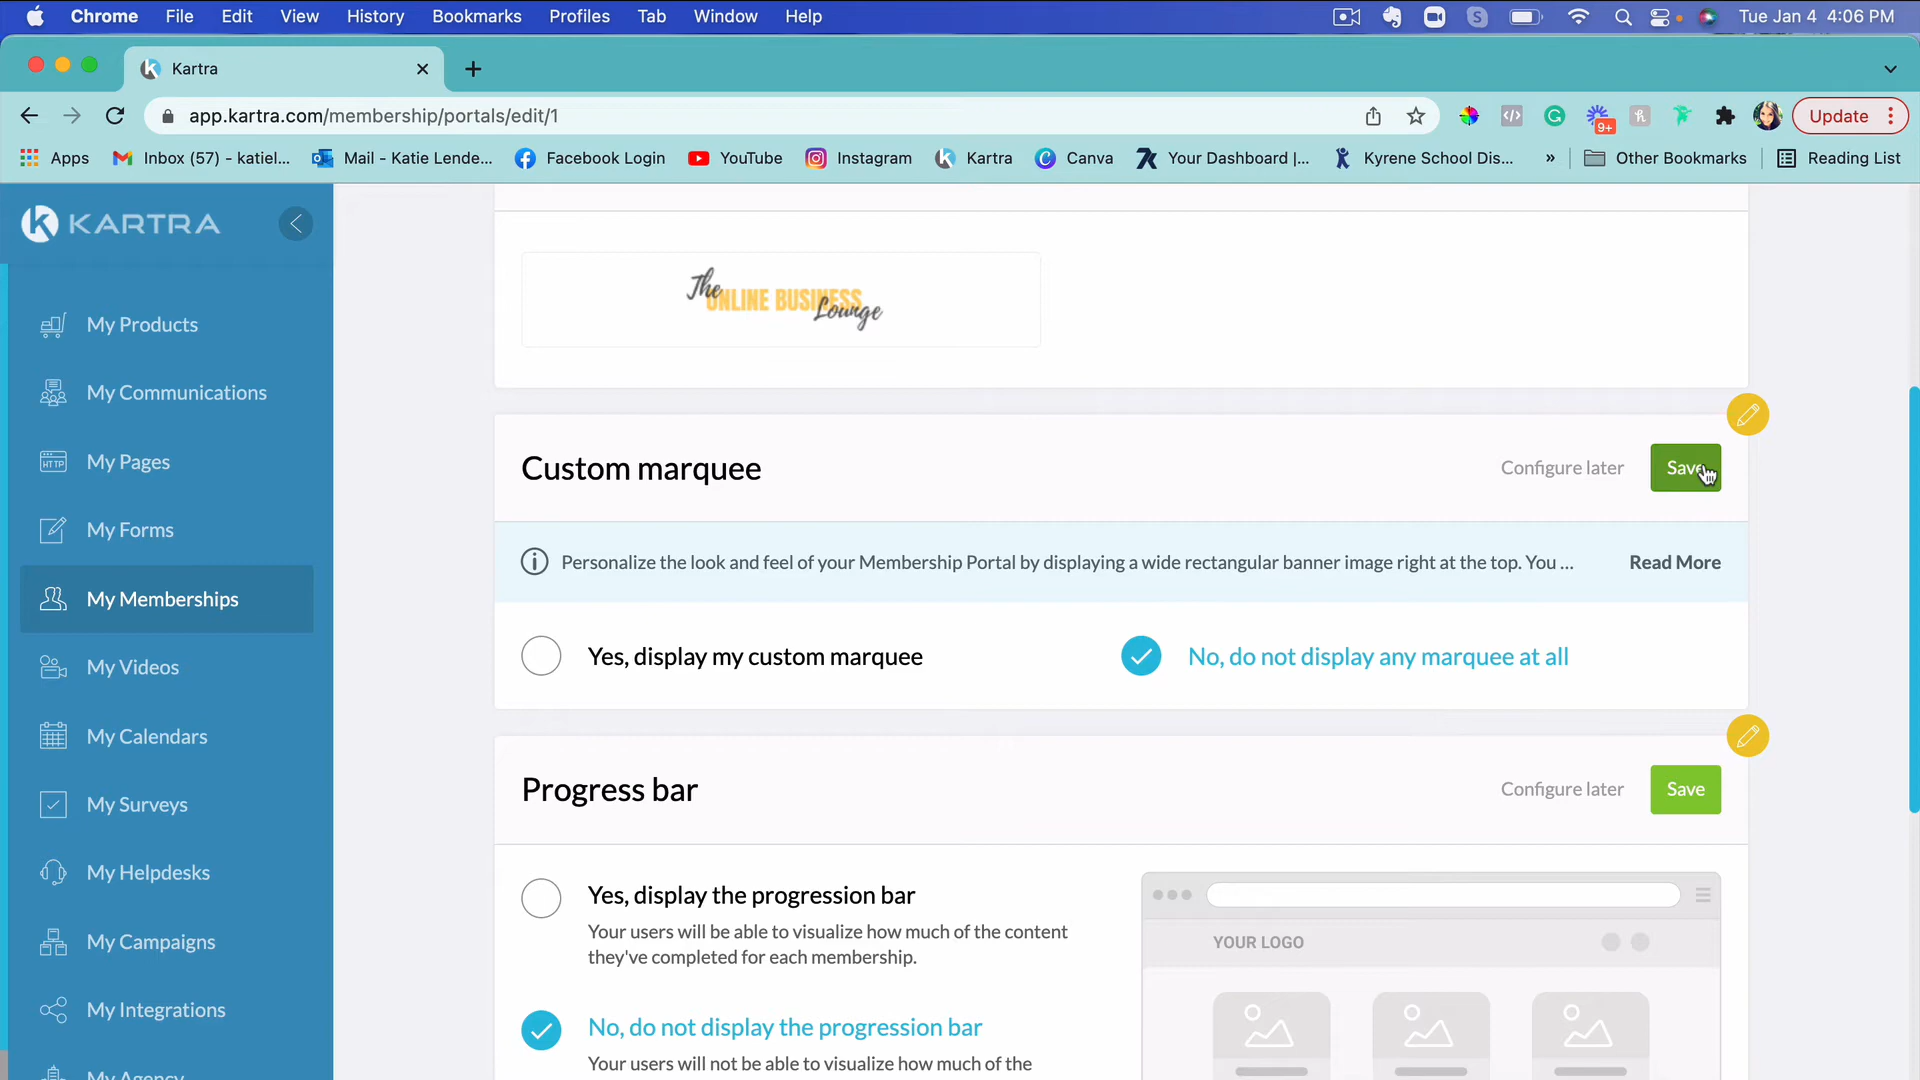 Chrome File Edit View History Bookmarks Profiles Tab Window Help S Tue Jan 4 4:06 PM
Kartra
app.kartra.com/membership/portals/edit/1 9+ Update
Apps Inbox (57) - katiel... Mail - Katie Lende... Facebook Login YouTube Instagram Kartra Canva Your Dashboard |... Kyrene School Dis... » Other Bookmarks Reading List
K KARTRA
My Products
My Communications
HTTP My Pages
My Forms
My Memberships
My Videos
My Calendars
My Surveys
My Helpdesks
My Campaigns
My Integrations
My Agency
The
ONLINE BUSINESS
Lounge
Custom marquee Configure later Save
Personalize the look and feel of your Membership Portal by displaying a wide rectangular banner image right at the top. You ... Read More
Yes, display my custom marquee No, do not display any marquee at all
Progress bar Configure later Save
Yes, display the progression bar
Your users will be able to visualize how much of the content
they've completed for each membership.
No, do not display the progression bar
Your users will not be able to visualize how much of the
YOUR LOGO